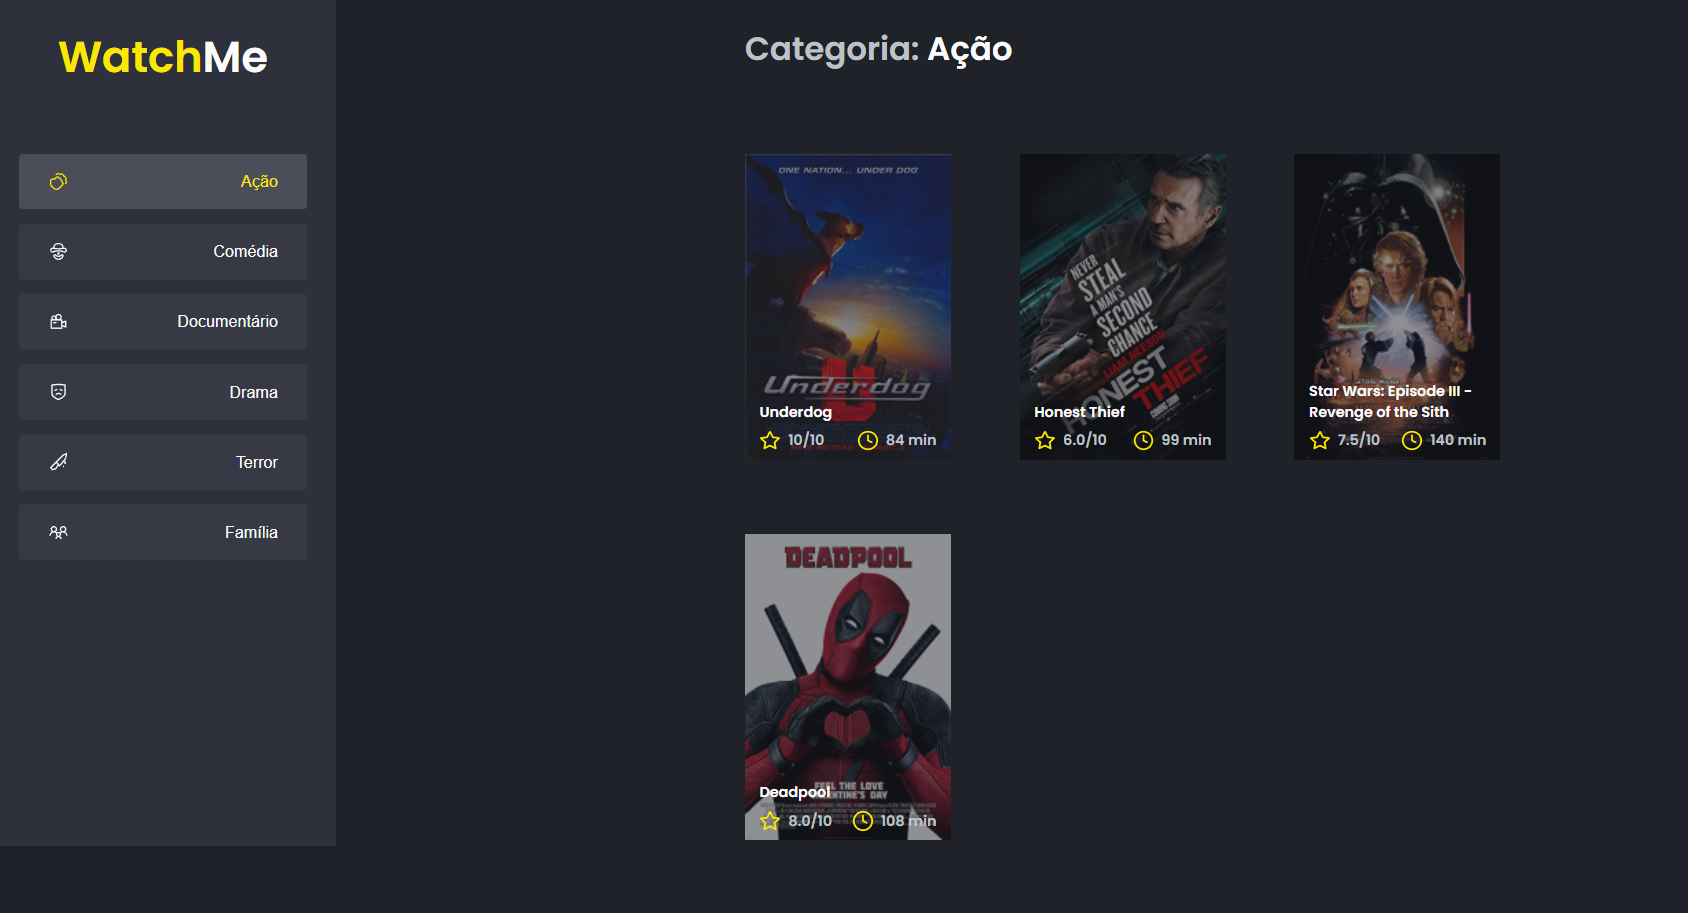 WatchMe
Ação
Comédia
Documentário
Drama
Terror
Família
Categoria: Ação
ONE NATION... UNDER DOG
Underdog
Underdog
10/10 84 min
NEVER
STEAL
A MAN'S
SECOND
CHANCE
LIAM NEESON
HONEST
THIEF
COMING SOON
Honest Thief
6.0/10 99 min
Star Wars: Episode III -
Revenge of the Sith
7.5/10 140 min
DEADPOOL
FEEL THE LOVE
Deadpool
8.0/10 108 min